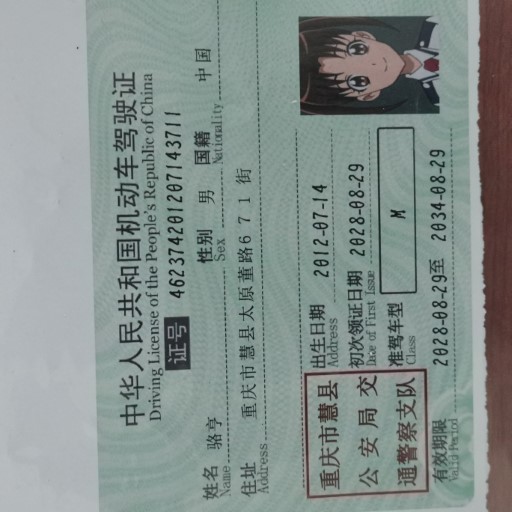 中华人民共和国机动车驾驶证
Driving License of the People's Republic of China
证号 462374201207143711
姓名 骆亨 性别 男 国籍 中国
Name Sex Nationality
住址 重庆市慧县太原董路671街
Address
出生日期 2012-07-14
Address
初次领证日期 2028-08-29
Date of First Issue
准驾车型 M
Class
重庆市慧县
公安局交
通警察支队
有效期限 2028-08-29至 2034-08-29
Valid Period